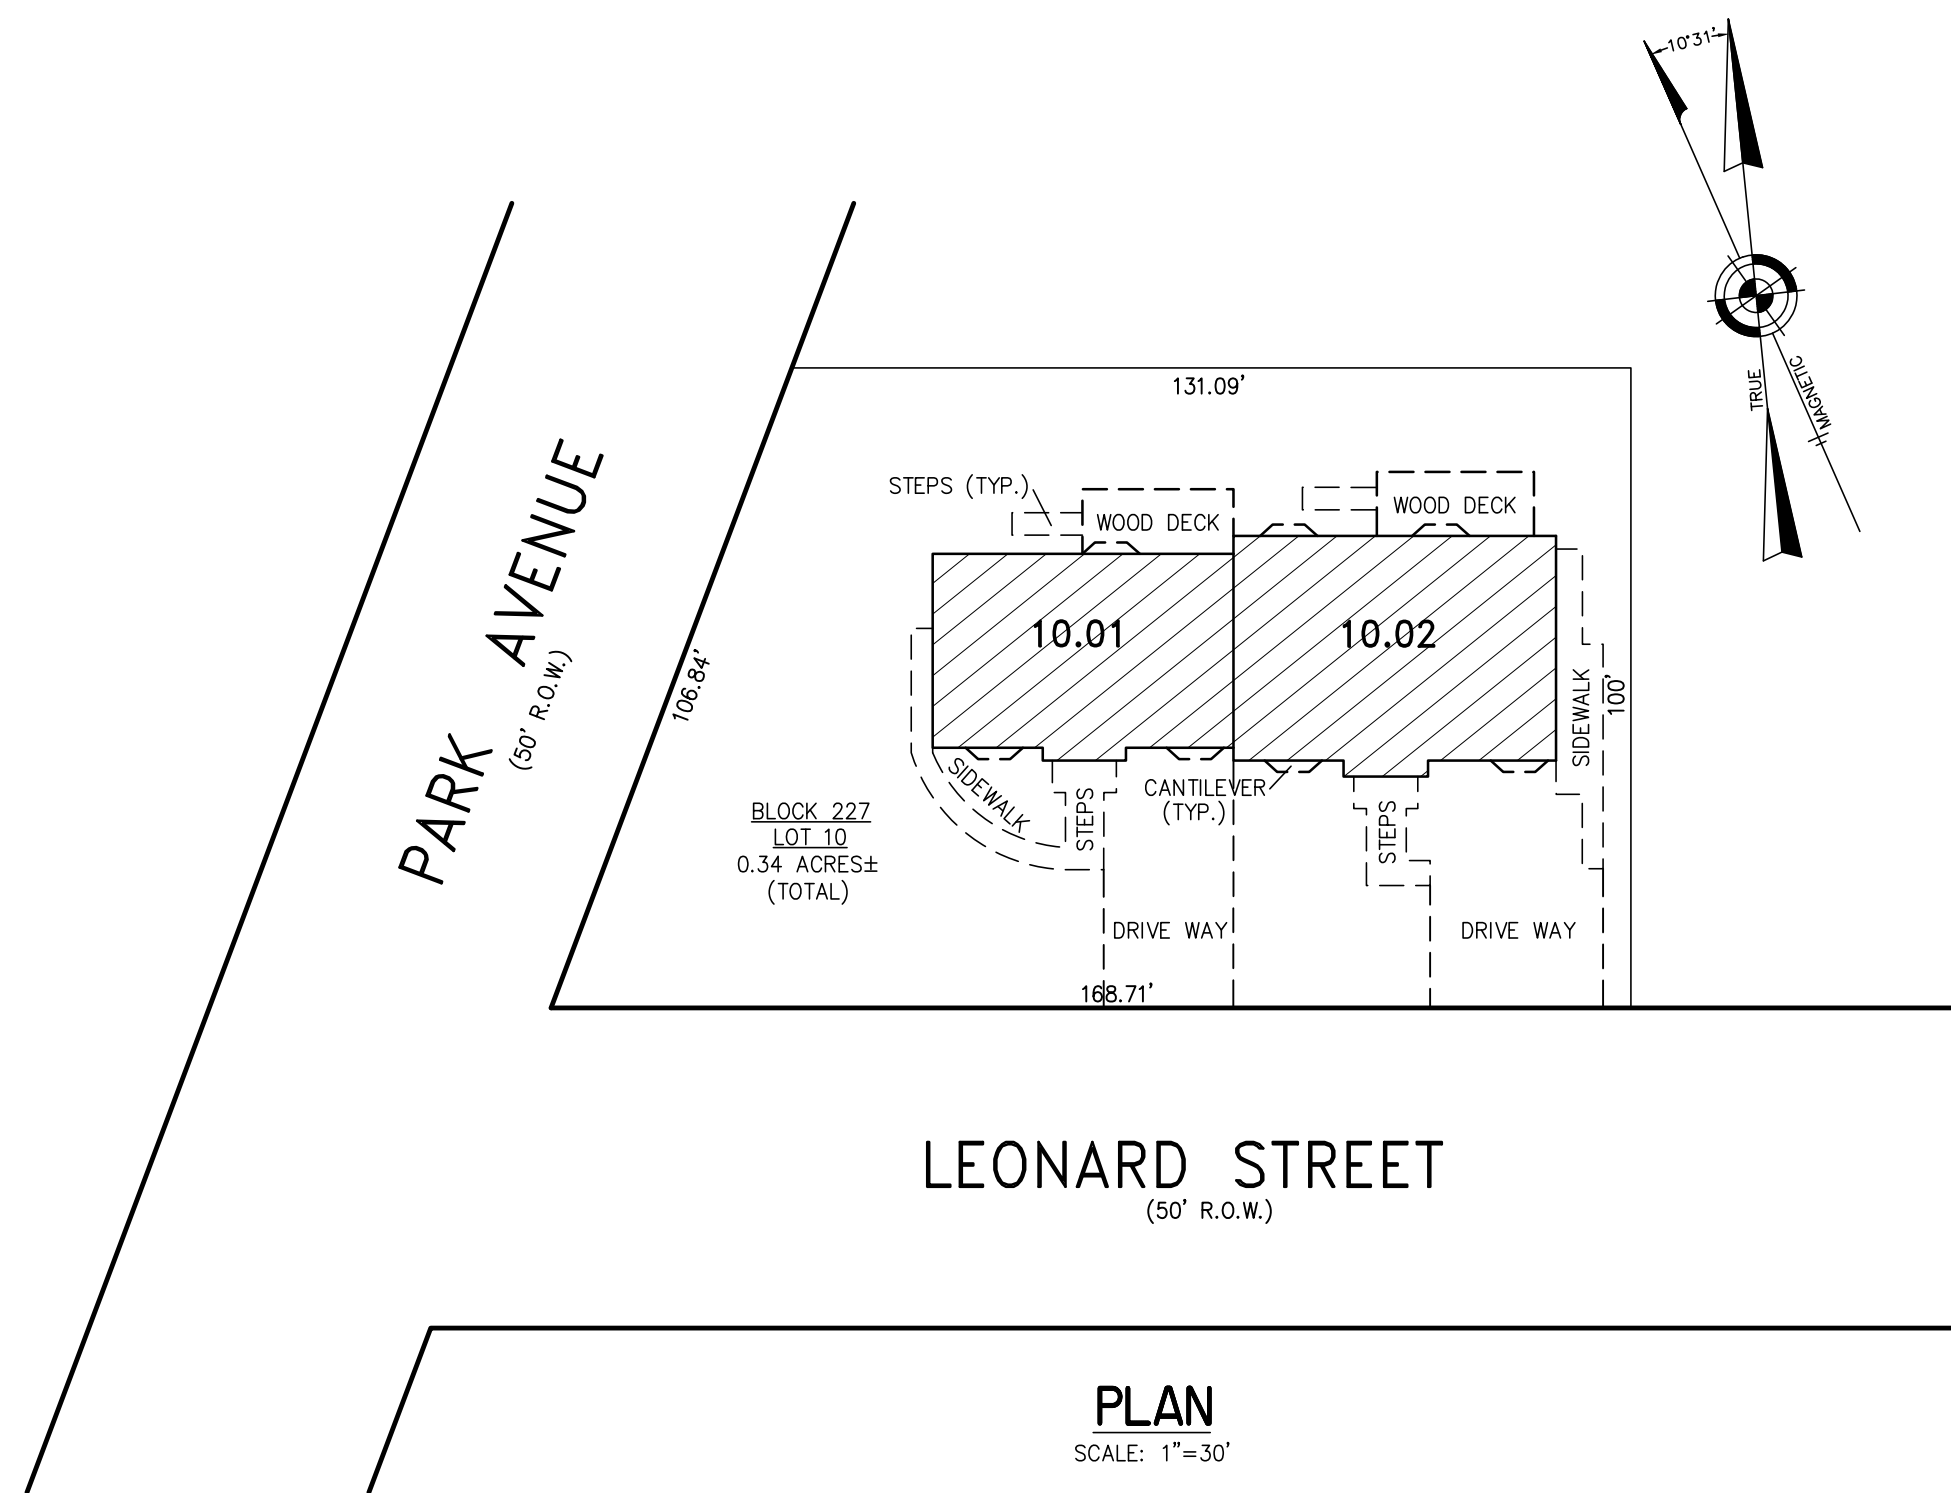 10°31'
TRUE
MAGNETIC
131.09'
STEPS (TYP.)
WOOD DECK
WOOD DECK
PARK AVENUE
(50' R.O.W.)
106.84'
10.01
10.02
SIDEWALK
100'
SIDEWALK
STEPS
CANTILEVER
(TYP.)
STEPS
BLOCK 227
LOT 10
0.34 ACRES±
(TOTAL)
DRIVE WAY
DRIVE WAY
168.71'
LEONARD STREET
(50' R.O.W.)
PLAN
SCALE: 1"=30'